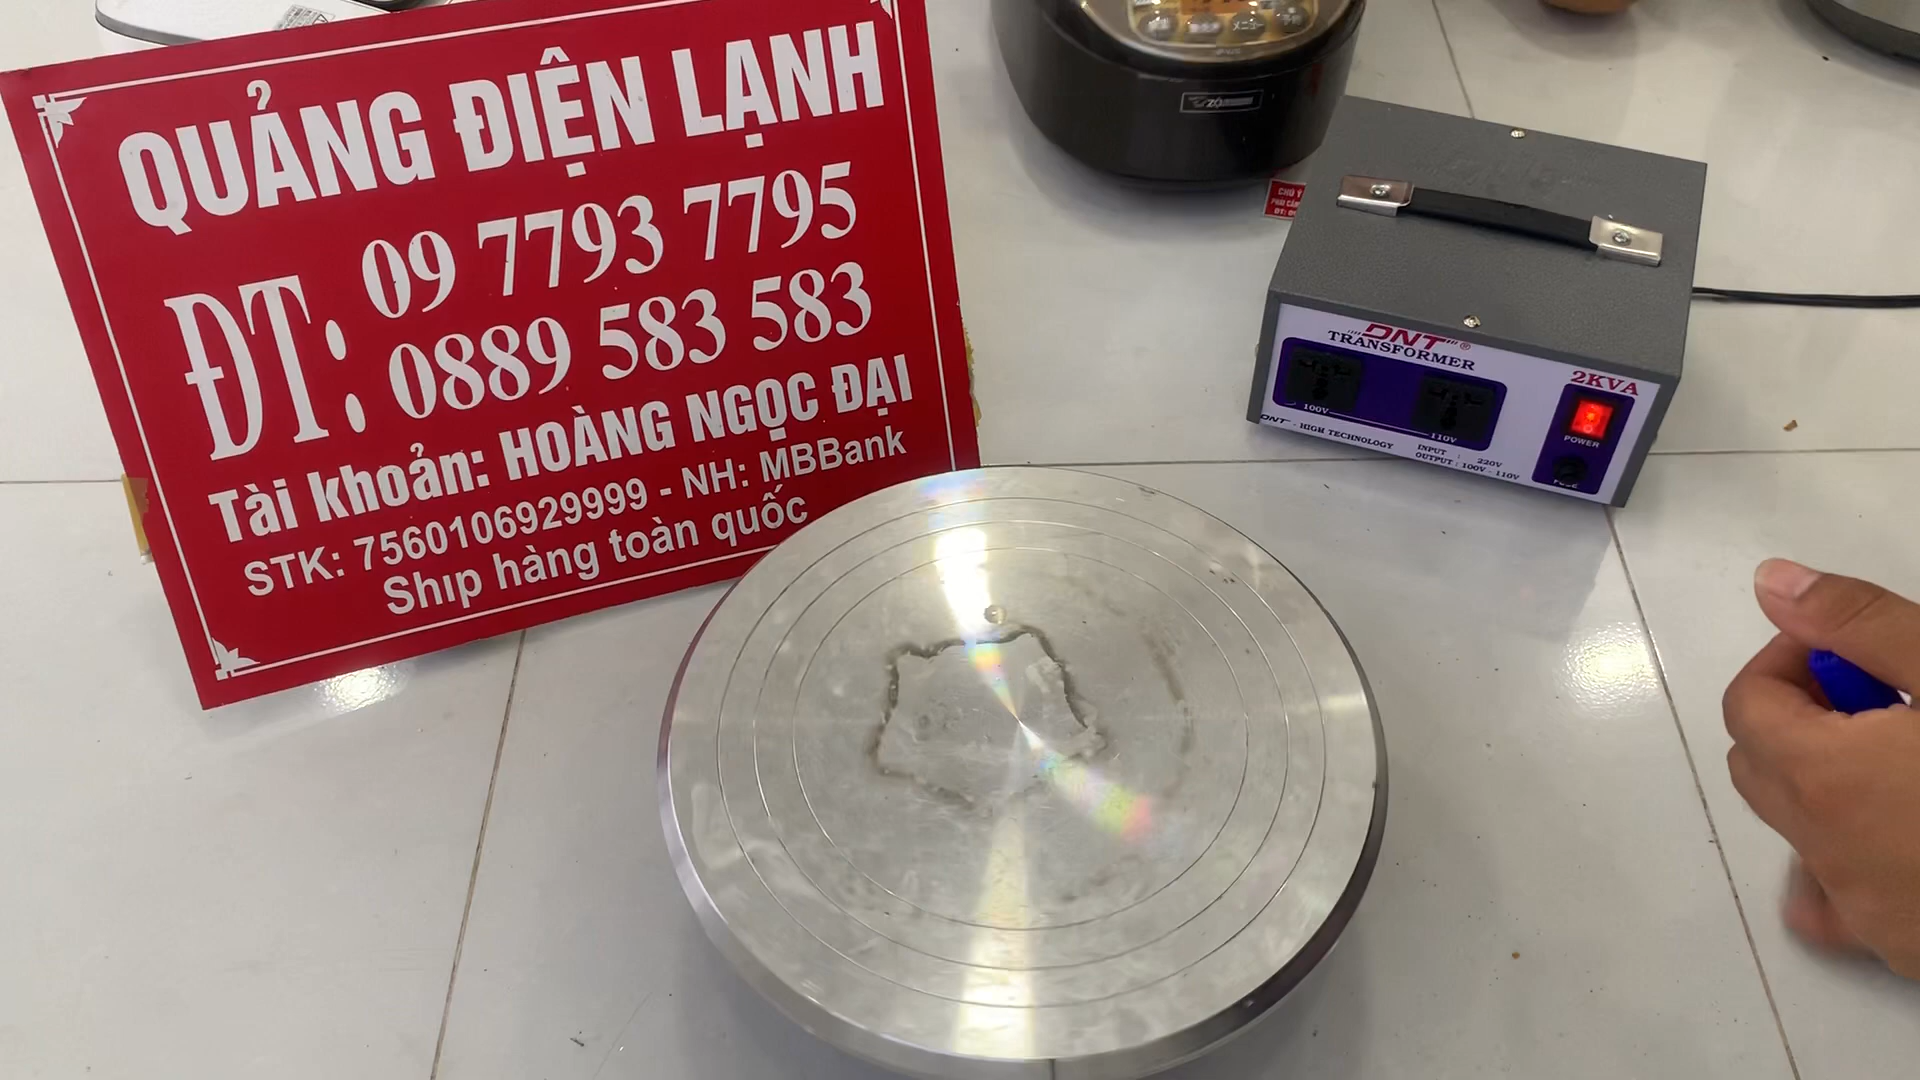 QUẢNG ĐIỆN LẠNH
ĐT: 09 7793 7795
0889 583 583
Tài khoản: HOÀNG NGỌC ĐẠI
STK: 7560106929999 - NH: MBBank
Ship hàng toàn quốc
CHÚ Ý
DNT
TRANSFORMER
2KVA
100V
110V
POWER
DNT - HIGH TECHNOLOGY
INPUT : 220V
OUTPUT : 100V - 110V
FUSE